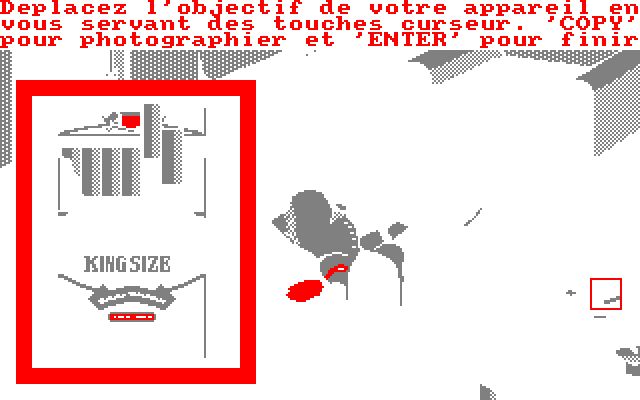 Deplacez l'objectif de votre appareil en
vous servant des touches curseur. 'COPY'
pour photographier et 'ENTER' pour finir
KING SIZE